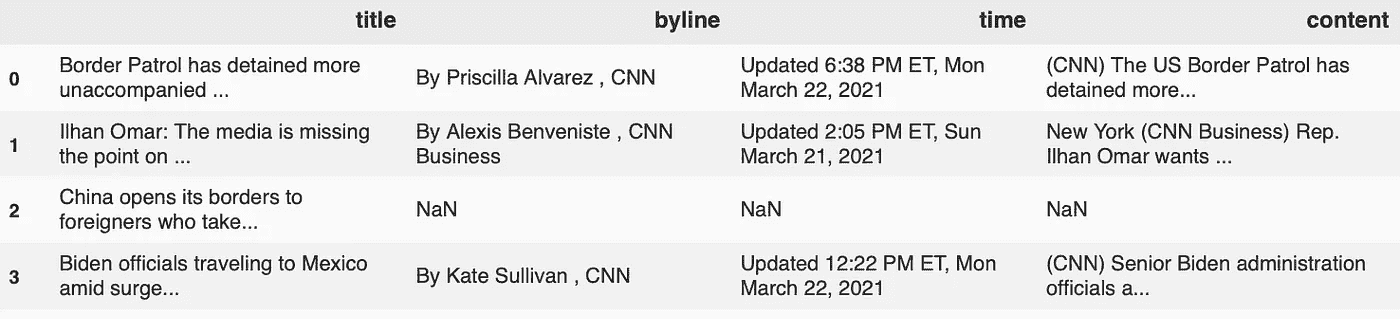 title byline time content
0 Border Patrol has detained more unaccompanied ... By Priscilla Alvarez , CNN Updated 6:38 PM ET, Mon March 22, 2021 (CNN) The US Border Patrol has detained more...
1 Ilhan Omar: The media is missing the point on ... By Alexis Benveniste , CNN Business Updated 2:05 PM ET, Sun March 21, 2021 New York (CNN Business) Rep. Ilhan Omar wants ...
2 China opens its borders to foreigners who take... NaN NaN NaN
3 Biden officials traveling to Mexico amid surge... By Kate Sullivan , CNN Updated 12:22 PM ET, Mon March 22, 2021 (CNN) Senior Biden administration officials a...